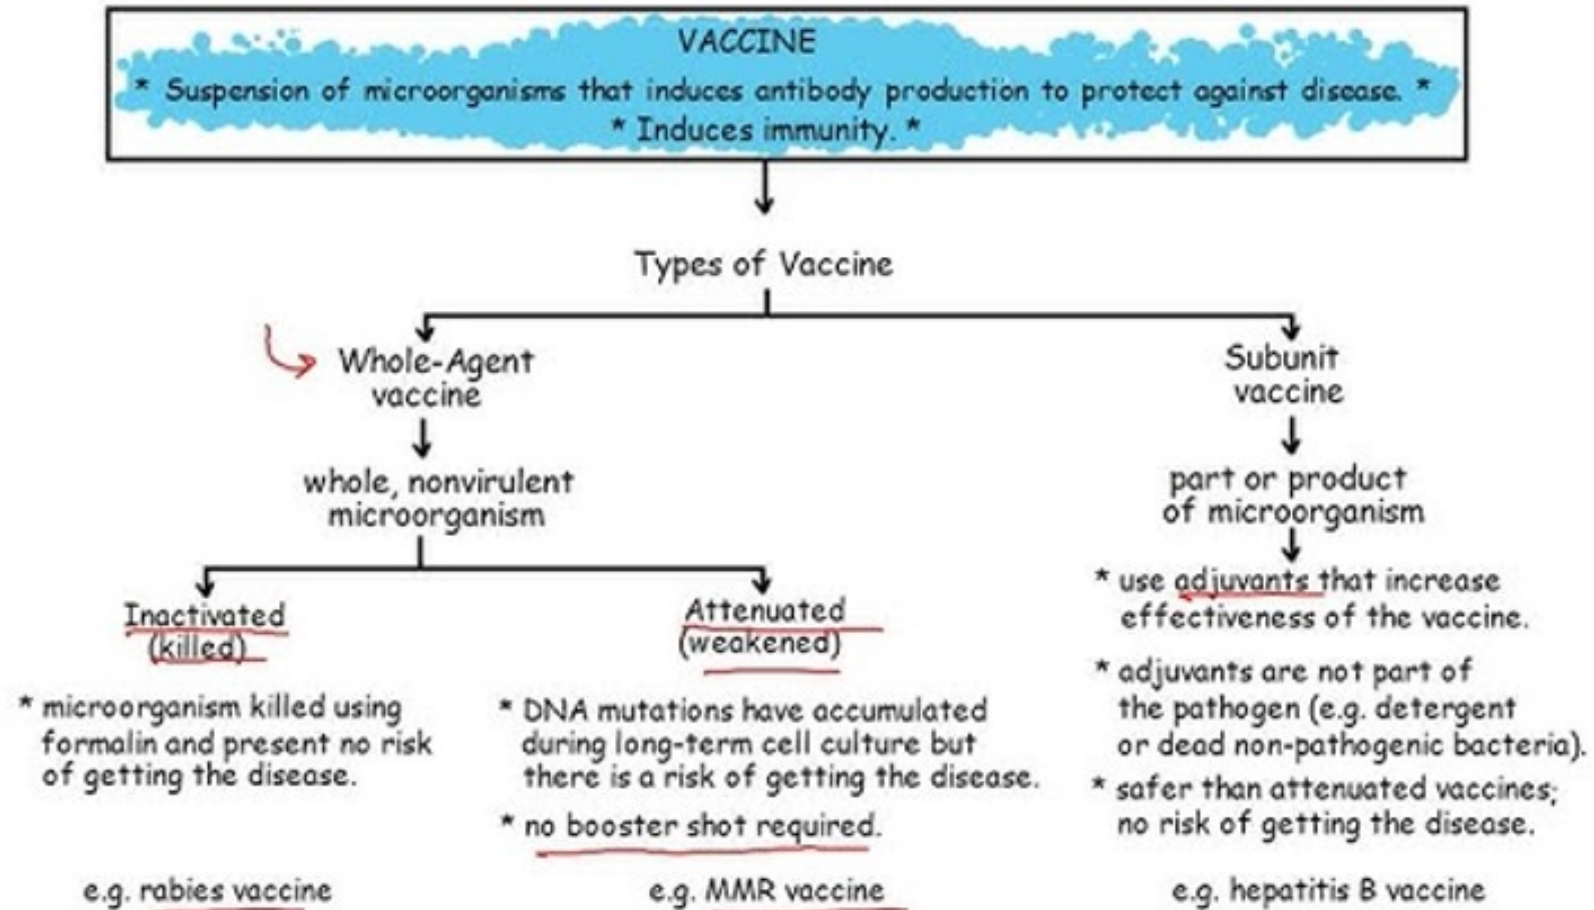 VACCINE
* Suspension of microorganisms that induces antibody production to protect against disease. *
* Induces immunity. *
Types of Vaccine
Whole-Agent
vaccine
whole, nonvirulent
microorganism
Inactivated
(killed)
* microorganism killed using
formalin and present no risk
of getting the disease.
e.g. rabies vaccine
Attenuated
(weakened)
* DNA mutations have accumulated
during long-term cell culture but
there is a risk of getting the disease.
* no booster shot required.
e.g. MMR vaccine
Subunit
vaccine
part or product
of microorganism
* use adjuvants that increase
effectiveness of the vaccine.
* adjuvants are not part of
the pathogen (e.g. detergent
or dead non-pathogenic bacteria).
* safer than attenuated vaccines;
no risk of getting the disease.
e.g. hepatitis B vaccine